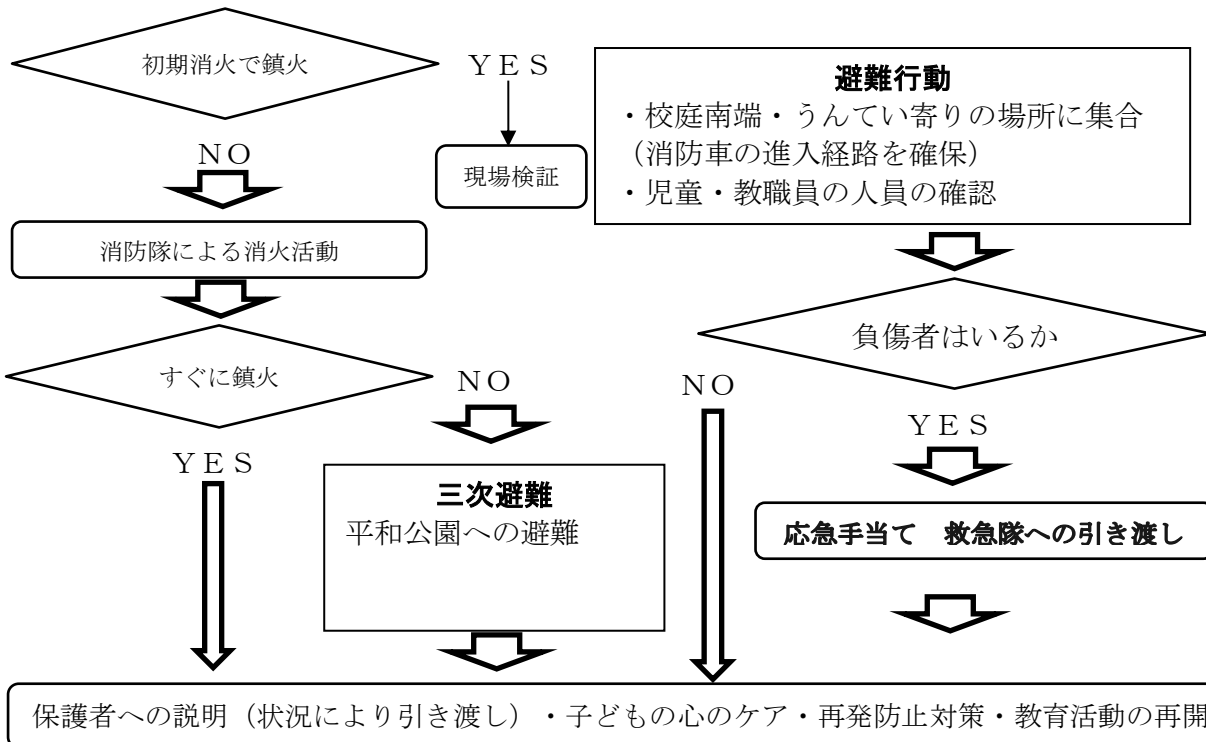 初期消火で鎮火
ＹＥＳ
現場検証
ＮＯ
消防隊による消火活動
すぐに鎮火
ＮＯ
ＹＥＳ
三次避難
平和公園への避難
避難行動
・校庭南端・うんてい寄りの場所に集合
（消防車の進入経路を確保）
・児童・教職員の人員の確認
負傷者はいるか
ＮＯ
ＹＥＳ
応急手当て　救急隊への引き渡し
保護者への説明（状況により引き渡し）・子どもの心のケア・再発防止対策・教育活動の再開